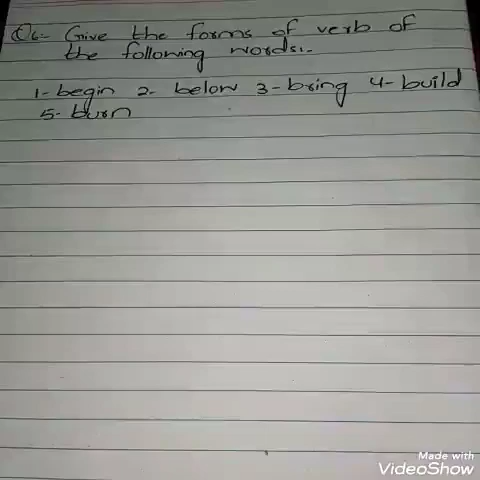 Q6- Give the forms of verb of
the following words:-
1- begin 2- below 3- bring 4- build
5- burn
Made with
VideoShow